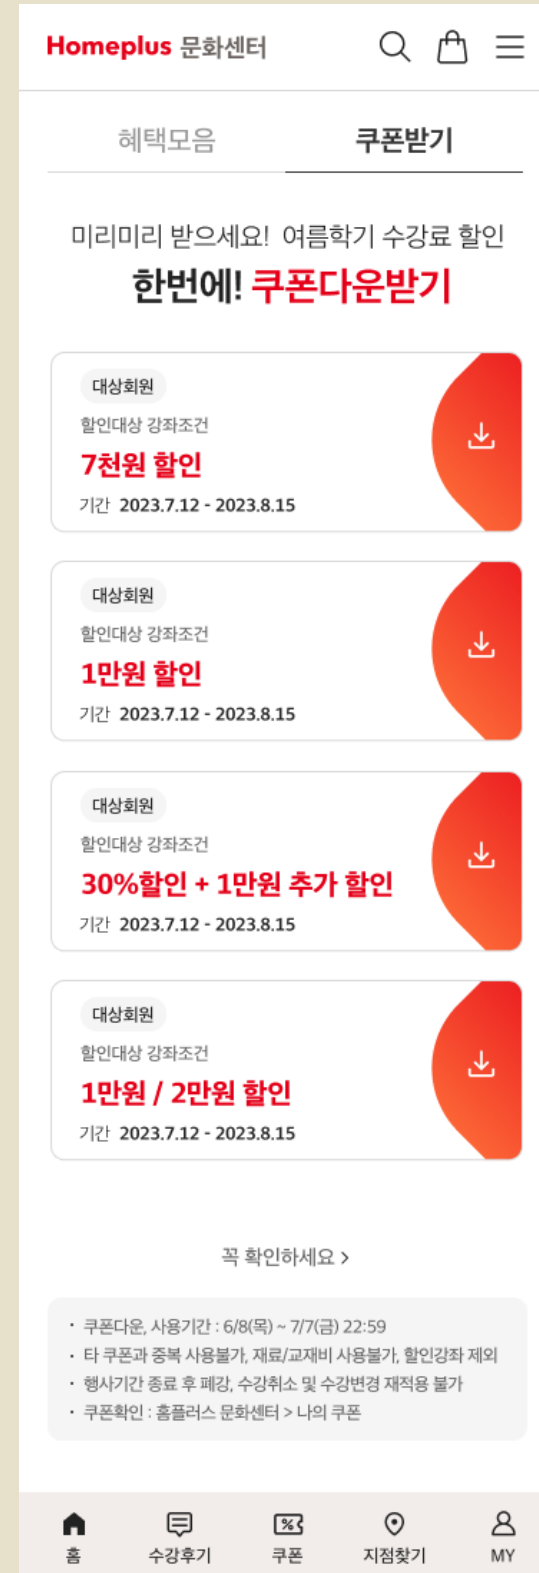 Homeplus 문화센터
혜택모음
쿠폰받기
미리미리 받으세요! 여름학기 수강료 할인
한번에! 쿠폰다운받기
대상회원
할인대상 강좌조건
7천원 할인
기간 2023.7.12 - 2023.8.15
대상회원
할인대상 강좌조건
1만원 할인
기간 2023.7.12 - 2023.8.15
대상회원
할인대상 강좌조건
30%할인 + 1만원 추가 할인
기간 2023.7.12 - 2023.8.15
대상회원
할인대상 강좌조건
1만원 / 2만원 할인
기간 2023.7.12 - 2023.8.15
꼭 확인하세요 >
· 쿠폰다운, 사용기간 : 6/8(목) ~ 7/7(금) 22:59
· 타 쿠폰과 중복 사용불가, 재료/교재비 사용불가, 할인강좌 제외
· 행사기간 종료 후 폐강, 수강취소 및 수강변경 재적용 불가
· 쿠폰확인 : 홈플러스 문화센터 > 나의 쿠폰
홈
수강후기
쿠폰
지점찾기
MY